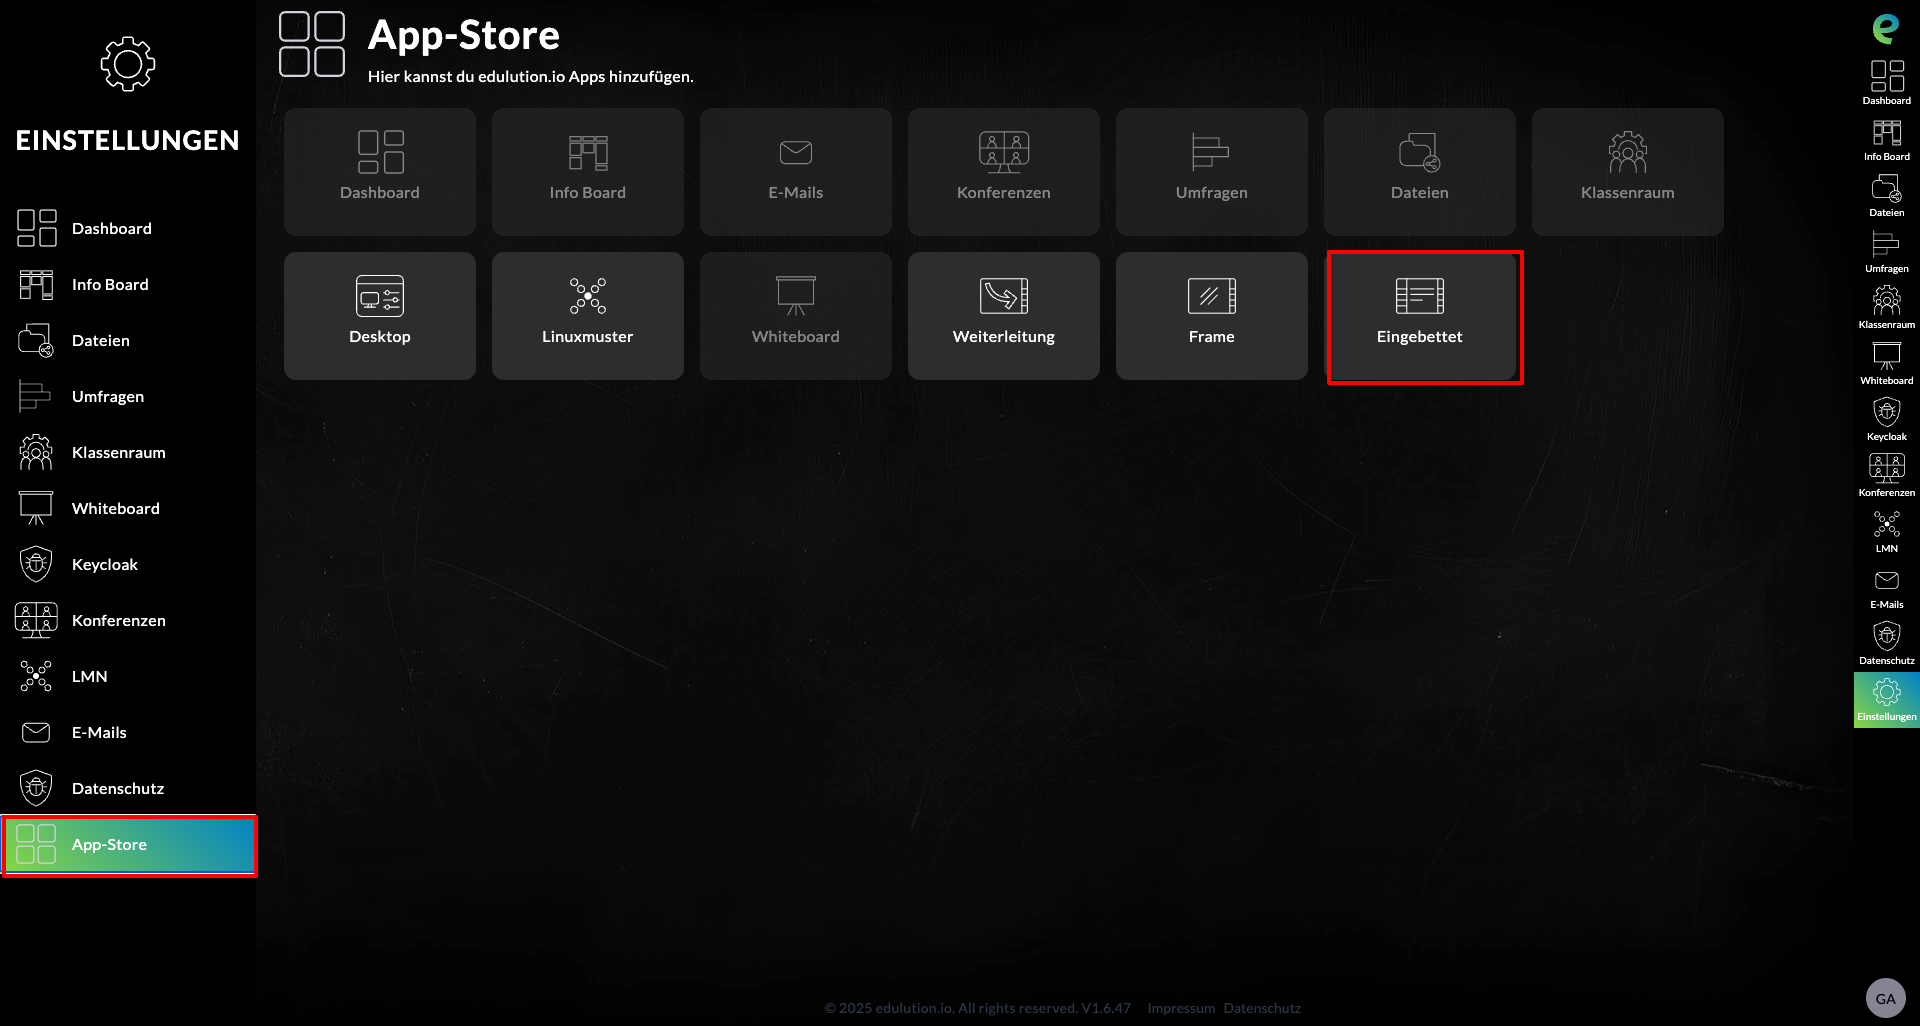 EINSTELLUNGEN
Dashboard
Info Board
Dateien
Umfragen
Klassenraum
Whiteboard
Keycloak
Konferenzen
LMN
E-Mails
Datenschutz
App-Store
App-Store
Hier kannst du edulution.io Apps hinzufügen.
Dashboard
Info Board
E-Mails
Konferenzen
Umfragen
Dateien
Klassenraum
Desktop
Linuxmuster
Whiteboard
Weiterleitung
Frame
Eingebettet
© 2025 edulution.io. All rights reserved. V1.6.47 Impressum Datenschutz
Dashboard
Info Board
Dateien
Umfragen
Klassenraum
Whiteboard
Keycloak
Konferenzen
LMN
E-Mails
Datenschutz
Einstellungen
GA